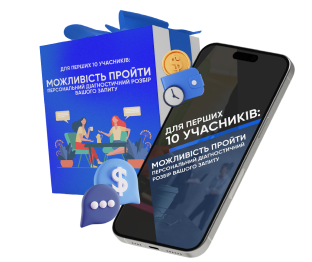 ДЛЯ ПЕРШИХ 10 УЧАСНИКІВ:
МОЖЛИВІСТЬ ПРОЙТИ
ПЕРСОНАЛЬНИЙ ДІАГНОСТИЧНИЙ РОЗБІР
ВАШОГО ЗАПИТУ
$
ДЛЯ ПЕРШИХ
10 УЧАСНИКІВ:
МОЖЛИВІСТЬ ПРОЙТИ
ПЕРСОНАЛЬНИЙ ДІАГНОСТИЧНИЙ
РОЗБІР ВАШОГО ЗАПИТУ